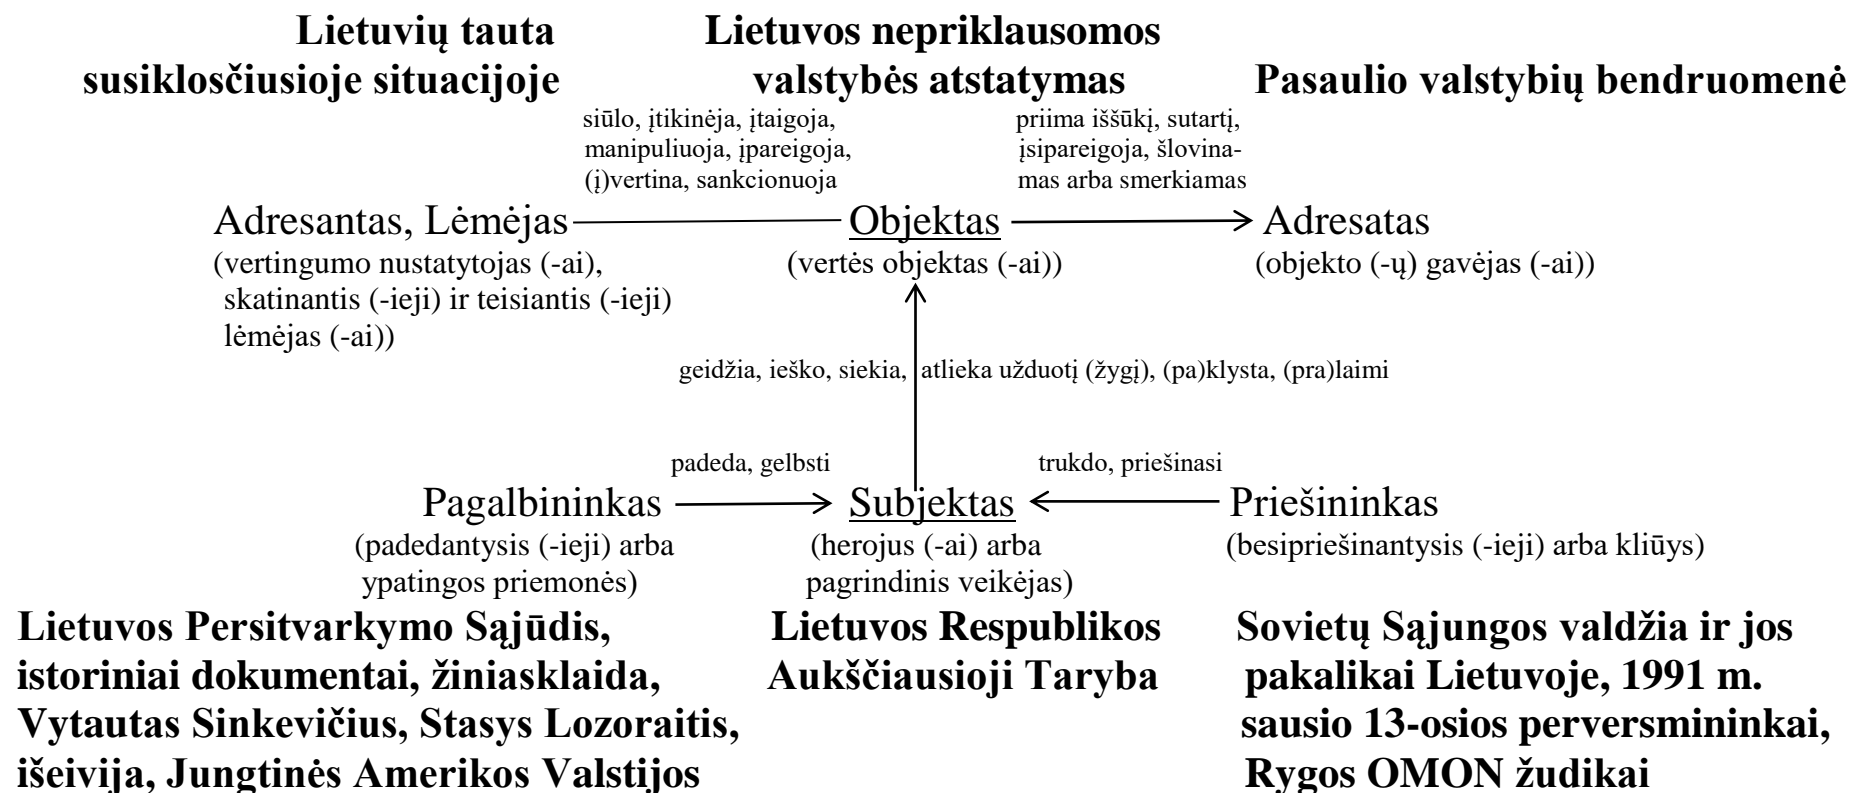 Lietuvių tauta
susiklosčiusioje situacijoje
Lietuvos nepriklausomos
valstybės atstatymas
Pasaulio valstybių bendruomenė
siūlo, įtikinėja, įtaigoja,
manipuliuoja, įpareigoja,
(į)vertina, sankcionuoja
priima iššūkį, sutartį,
įsipareigoja, šlovina-
mas arba smerkiamas
Adresantas, Lėmėjas
(vertingumo nustatytojas (-ai),
skatinantis (-ieji) ir teisiantis (-ieji)
lėmėjas (-ai))
Objektas
(vertės objektas (-ai))
Adresatas
(objekto (-ų) gavėjas (-ai))
geidžia, ieško, siekia, atlieka užduotį (žygį), (pa)klysta, (pra)laimi
padeda, gelbsti
trukdo, priešinasi
Pagalbininkas
(padedantysis (-ieji) arba
ypatingos priemonės)
Subjektas
(herojus (-ai) arba
pagrindinis veikėjas)
Priešininkas
(besipriešinantysis (-ieji) arba kliūys)
Lietuvos Persitvarkymo Sąjūdis,
istoriniai dokumentai, žiniasklaida,
Vytautas Sinkevičius, Stasys Lozoraitis,
išeivija, Jungtinės Amerikos Valstijos
Lietuvos Respublikos
Aukščiausioji Taryba
Sovietų Sąjungos valdžia ir jos
pakalikai Lietuvoje, 1991 m.
sausio 13-osios perversmininkai,
Rygos OMON žudikai